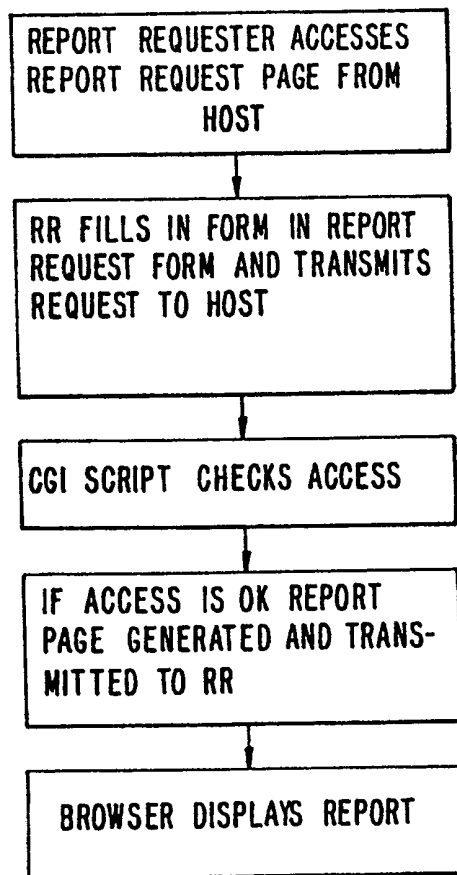 REPORT REQUESTER ACCESSES
REPORT REQUEST PAGE FROM
HOST
RR FILLS IN FORM IN REPORT
REQUEST FORM AND TRANSMITS
REQUEST TO HOST
CGI SCRIPT CHECKS ACCESS
IF ACCESS IS OK REPORT
PAGE GENERATED AND TRANS-
MITTED TO RR
BROWSER DISPLAYS REPORT